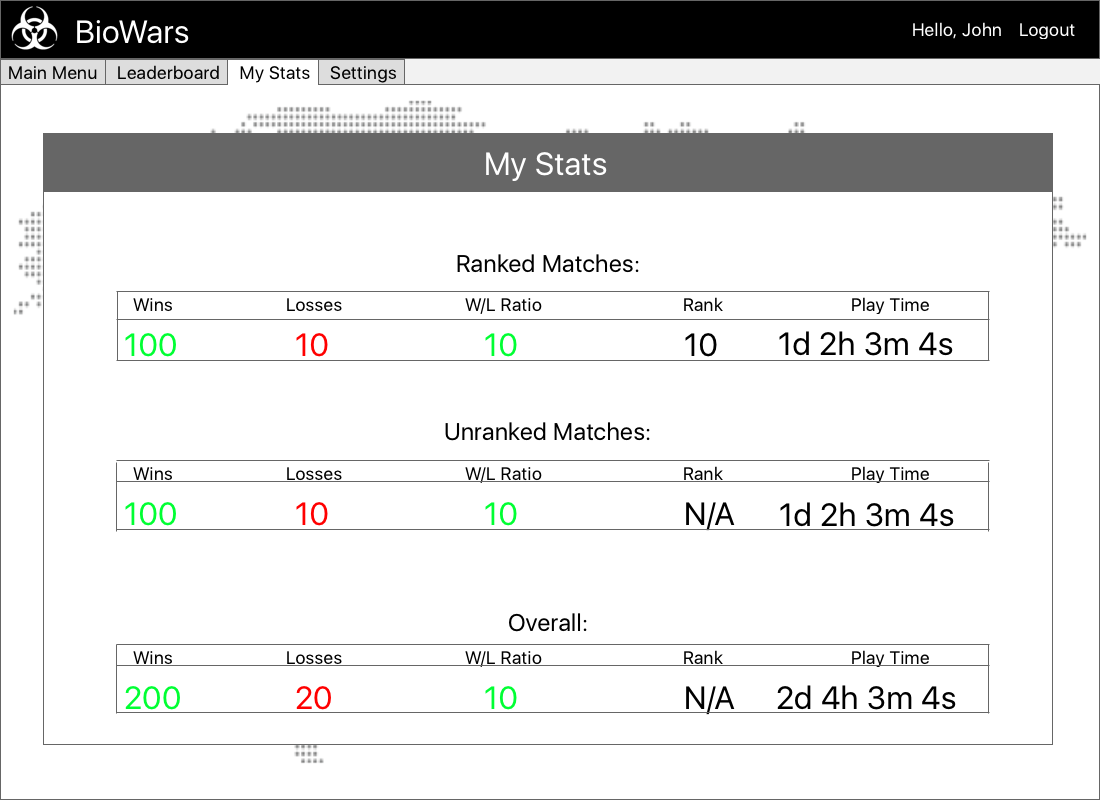 BioWars
Hello, John Logout
Main Menu Leaderboard My Stats Settings
My Stats
Ranked Matches:
Wins Losses W/L Ratio Rank Play Time
100 10 10 10 1d 2h 3m 4s
Unranked Matches:
Wins Losses W/L Ratio Rank Play Time
100 10 10 N/A 1d 2h 3m 4s
Overall:
Wins Losses W/L Ratio Rank Play Time
200 20 10 N/A 2d 4h 3m 4s